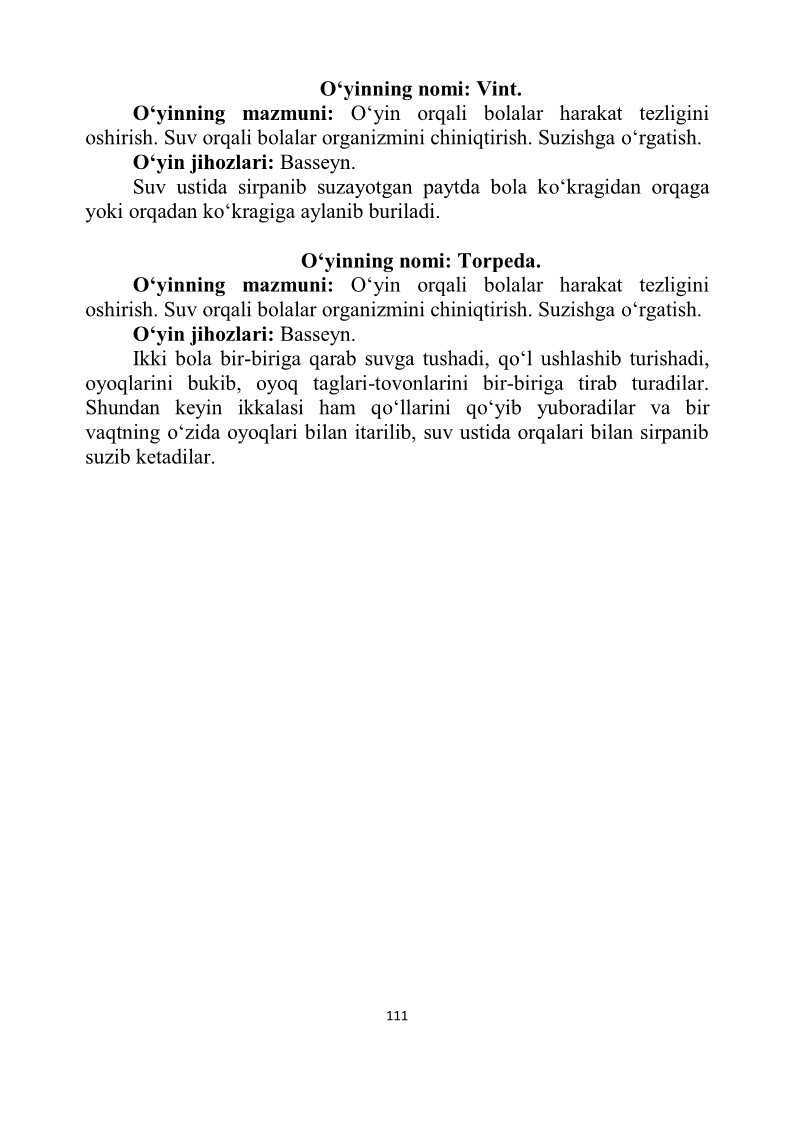 O‘yinning nomi: Vint.
O‘yinning mazmuni: O‘yin orqali bolalar harakat tezligini
oshirish. Suv orqali bolalar organizmini chiniqtirish. Suzishga o‘rgatish.
O‘yin jihozlari: Basseyn.
Suv ustida sirpanib suzayotgan paytda bola ko‘kragidan orqaga
yoki orqadan ko‘kragiga aylanib buriladi.
O‘yinning nomi: Torpeda.
O‘yinning mazmuni: O‘yin orqali bolalar harakat tezligini
oshirish. Suv orqali bolalar organizmini chiniqtirish. Suzishga o‘rgatish.
O‘yin jihozlari: Basseyn.
Ikki bola bir-biriga qarab suvga tushadi, qo‘l ushlashib turishadi,
oyoqlarini bukib, oyoq taglari-tovonlarini bir-biriga tirab turadilar.
Shundan keyin ikkalasi ham qo‘llarini qo‘yib yuboradilar va bir
vaqtning o‘zida oyoqlari bilan itarilib, suv ustida orqalari bilan sirpanib
suzib ketadilar.
111